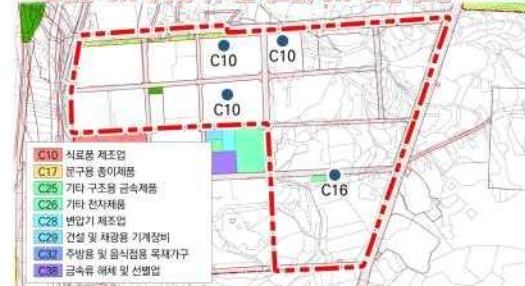 C10
C10
C10
C16
C10 식료품 제조업
C17 문구용 종이제품
C25 기타 구조용 금속제품
C26 기타 전자제품
C28 변압기 제조업
C29 건설 및 채광용 기계장비
C32 주방용 및 음식점용 목재가구
C38 금속류 해체 및 선별업